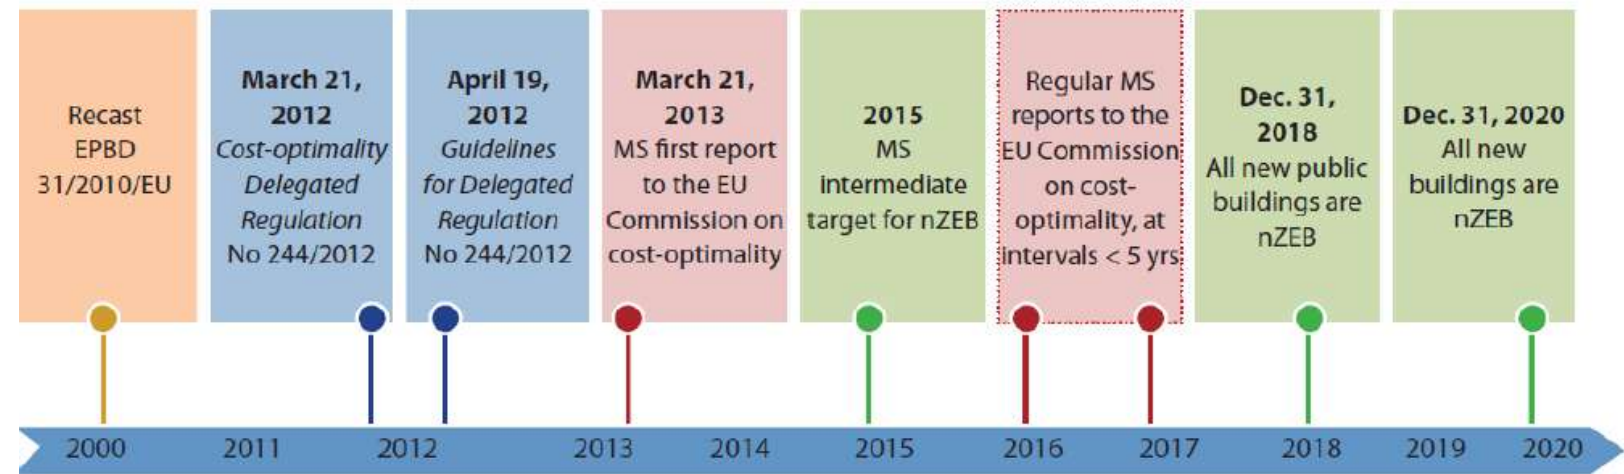 Recast
EPBD
31/2010/EU
March 21,
2012
Cost-optimality
Delegated
Regulation
No 244/2012
April 19,
2012
Guidelines
for Delegated
Regulation
No 244/2012
March 21,
2013
MS first report
to the EU
Commission on
cost-optimality
2015
MS
intermediate
target for nZEB
Regular MS
reports to the
EU Commission
on cost-
optimality, at
intervals < 5 yrs
Dec. 31,
2018
All new public
buildings are
nZEB
Dec. 31, 2020
All new
buildings are
nZEB
2000 2011 2012 2013 2014 2015 2016 2017 2018 2019 2020